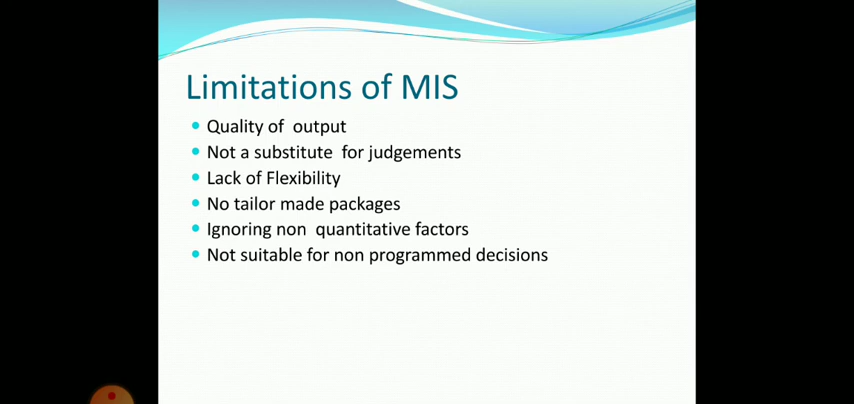 Limitations of MIS
Quality of output
Not a substitute for judgements
Lack of Flexibility
No tailor made packages
Ignoring non quantitative factors
Not suitable for non programmed decisions